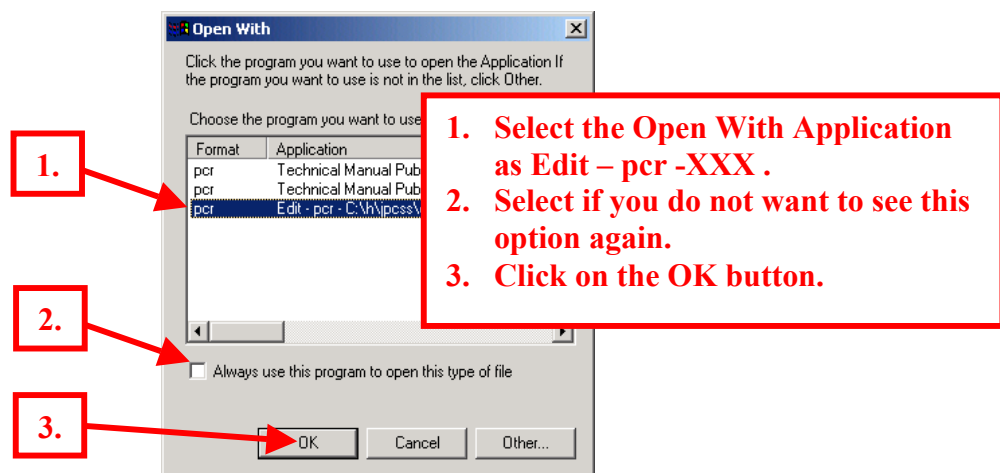 Open With
Click the program you want to use to open the Application If
the program you want to use is not in the list, click Other.
Choose the program you want to use
Format Application
pcr Technical Manual Pub
pcr Technical Manual Pub
pcr Edit - pcr - C:\h\jpcss\
1. Select the Open With Application
as Edit – pcr -XXX .
2. Select if you do not want to see this
option again.
3. Click on the OK button.
1.
2.
Always use this program to open this type of file
3.
OK Cancel Other...